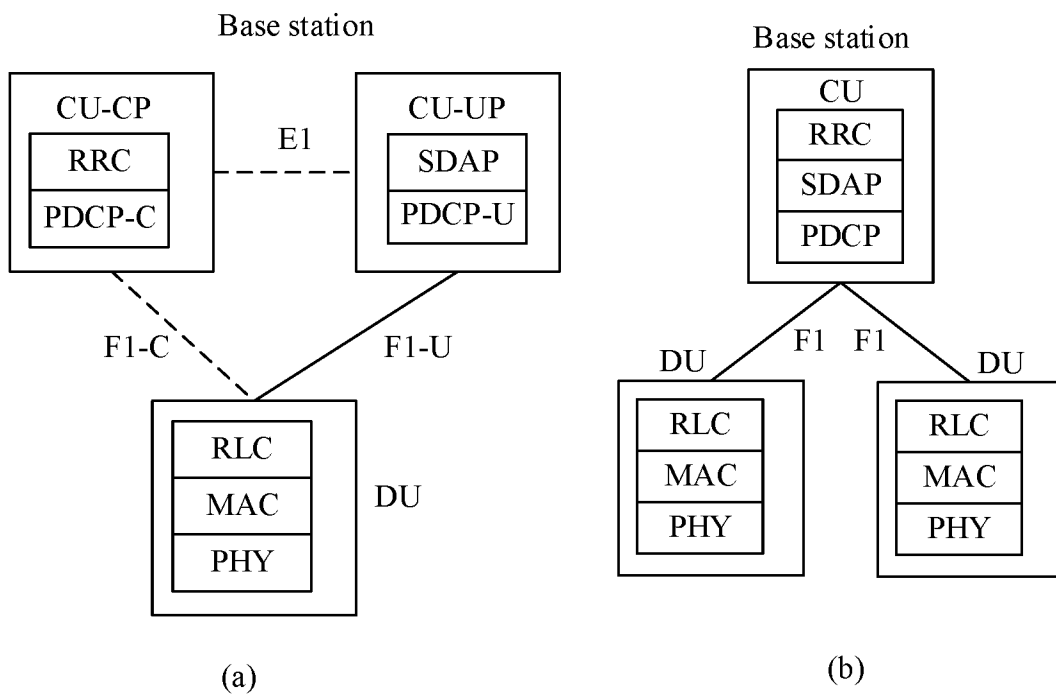 Base station
CU-CP
RRC
PDCP-C
E1
CU-UP
SDAP
PDCP-U
F1-C
F1-U
RLC
MAC
PHY
DU
(a)
Base station
CU
RRC
SDAP
PDCP
F1
F1
DU
RLC
MAC
PHY
DU
RLC
MAC
PHY
(b)